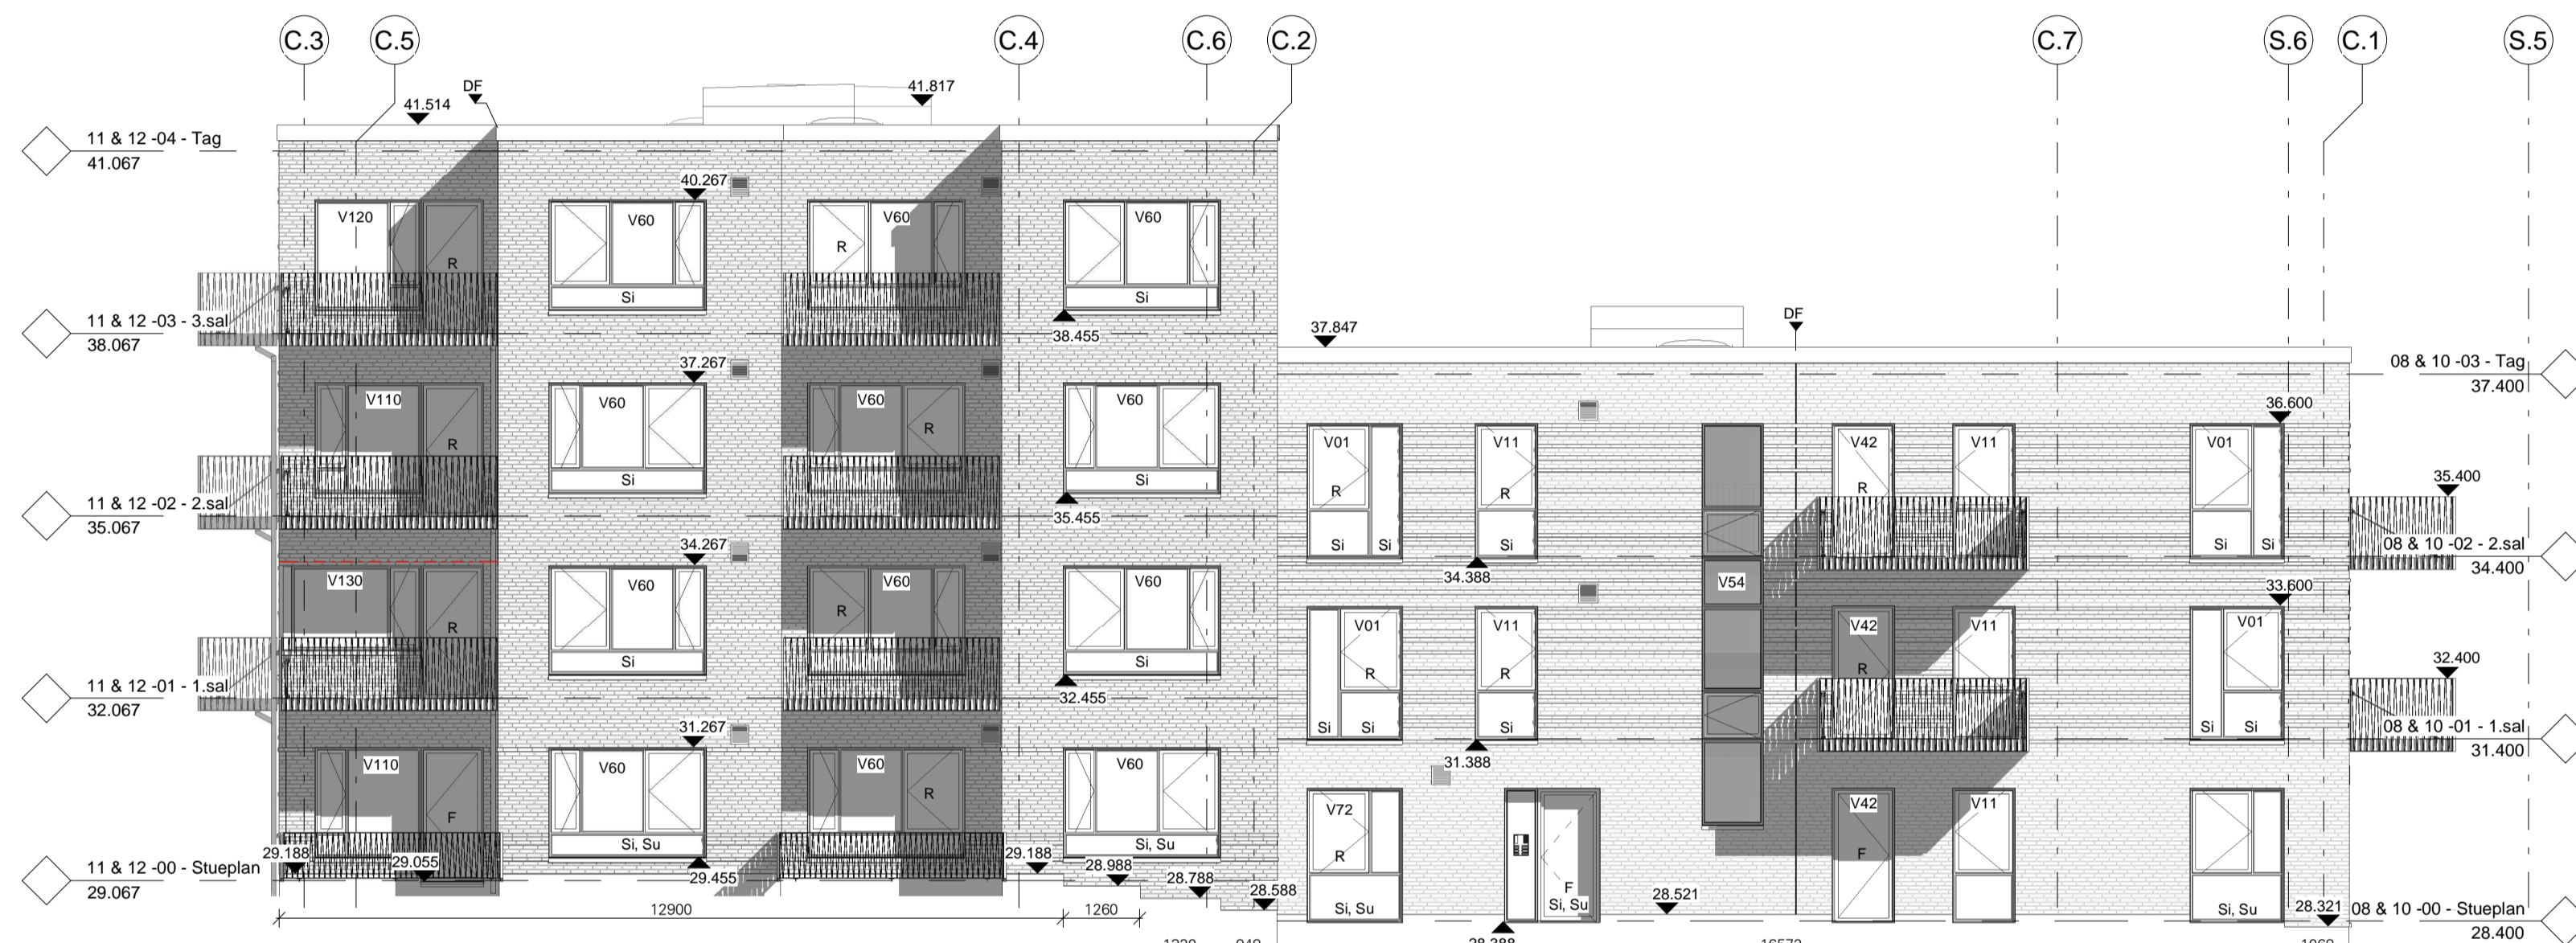 C.3 C.5 C.4 C.6 C.2 C.7 S.6 C.1 S.5
DF 41.514 41.817
11 & 12 -04 - Tag
41.067
40.267
V120 V60 V60 V60
R R
Si Si
11 & 12 -03 - 3.sal
38.067
38.455
37.847 DF
08 & 10 -03 - Tag
37.400
37.267
V110 V60 V60 V60
R R
Si Si
36.600
V01 V11 V42 V11 V01
R R R
35.400
11 & 12 -02 - 2.sal
35.067
35.455
Si Si Si Si Si
08 & 10 -02 - 2.sal
34.400
34.267
34.388
V130 V60 V60 V60
R R
Si Si
V54
33.600
V01 V11 V42 V11 V01
R R R
32.400
11 & 12 -01 - 1.sal
32.067
32.455
Si Si Si Si Si
08 & 10 -01 - 1.sal
31.400
31.267
31.388
V110 V60 V60 V60
F R
Si, Su Si, Su
V72 V42 V11
R F
F
Si, Su Si, Su Si, Su
29.188 29.055 29.455 29.188 28.988 28.788 28.588
11 & 12 -00 - Stueplan
29.067
28.521 28.321
08 & 10 -00 - Stueplan
28.400
12900 1260
28.388